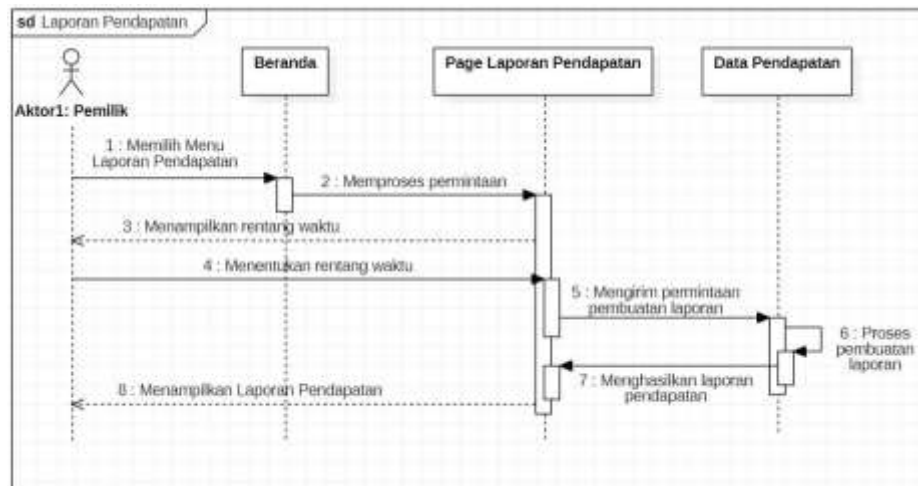 sd Laporan Pendapatan
Beranda
Page Laporan Pendapatan
Data Pendapatan
Aktor1: Pemilik
1 : Memilih Menu
Laporan Pendapatan
2 : Memproses permintaan
3 : Menampilkan rentang waktu
4 : Menentukan rentang waktu
5 : Mengirim permintaan
pembuatan laporan
6 : Proses
pembuatan
laporan
7 : Menghasilkan laporan
pendapatan
8 : Menampilkan Laporan Pendapatan